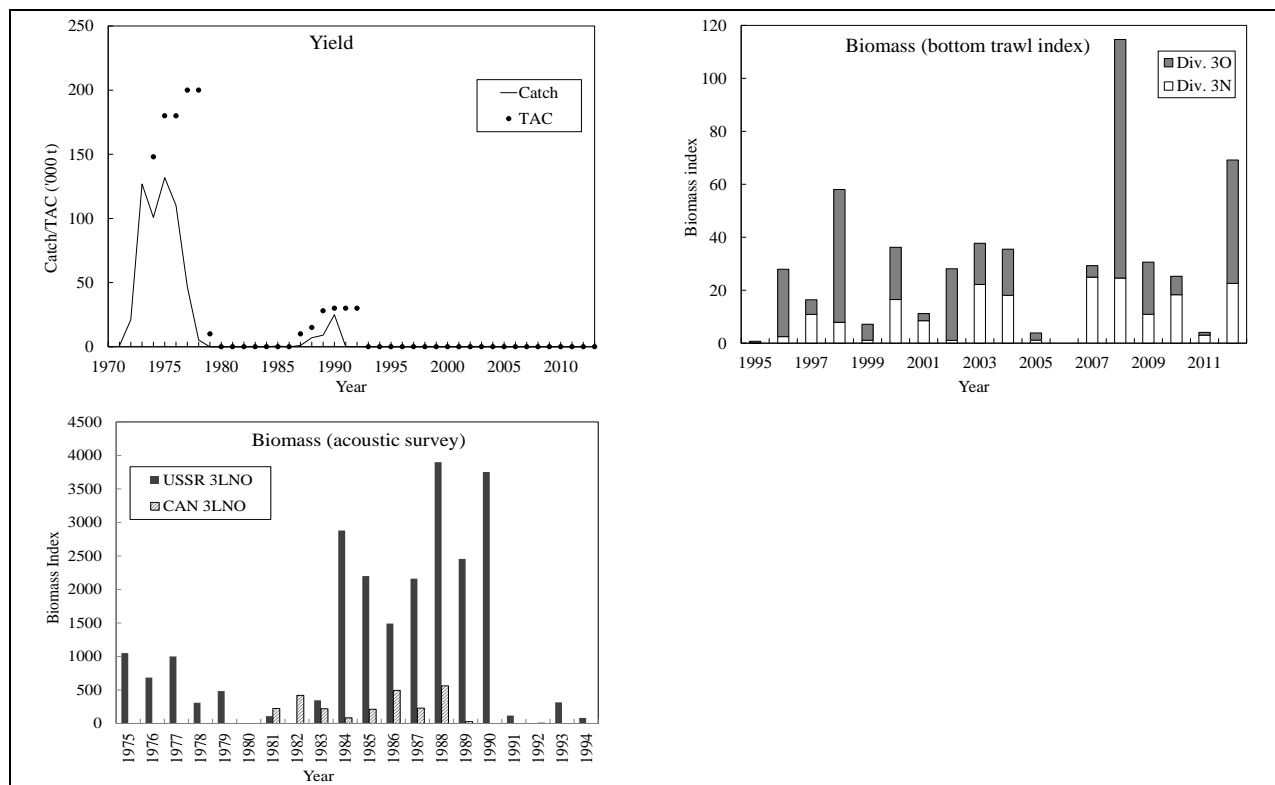 Yield
Catch
TAC
Catch/TAC ('000 t)
250
200
150
100
50
0
1970 1975 1980 1985 1990 1995 2000 2005 2010
Year
Biomass (bottom trawl index)
Div. 3O
Div. 3N
Biomass index
120
100
80
60
40
20
0
1995 1997 1999 2001 2003 2005 2007 2009 2011
Year
Biomass (acoustic survey)
USSR 3LNO
CAN 3LNO
Biomass Index
4500
4000
3500
3000
2500
2000
1500
1000
500
0
1975 1976 1977 1978 1979 1980 1981 1982 1983 1984 1985 1986 1987 1988 1989 1990 1991 1992 1993 1994
Year